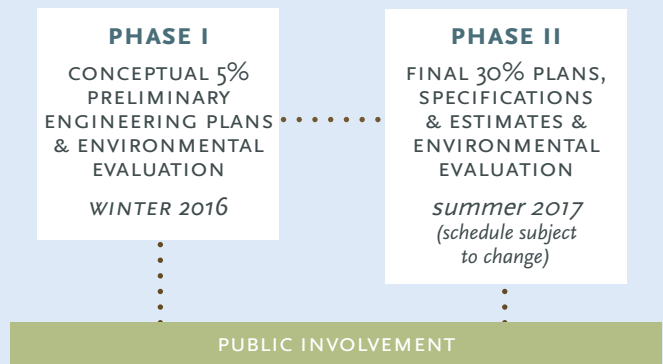 PHASE I
CONCEPTUAL 5%
PRELIMINARY
ENGINEERING PLANS
& ENVIRONMENTAL
EVALUATION
WINTER 2016
PHASE II
FINAL 30% PLANS,
SPECIFICATIONS
& ESTIMATES &
ENVIRONMENTAL
EVALUATION
summer 2017
(schedule subject
to change)
PUBLIC INVOLVEMENT